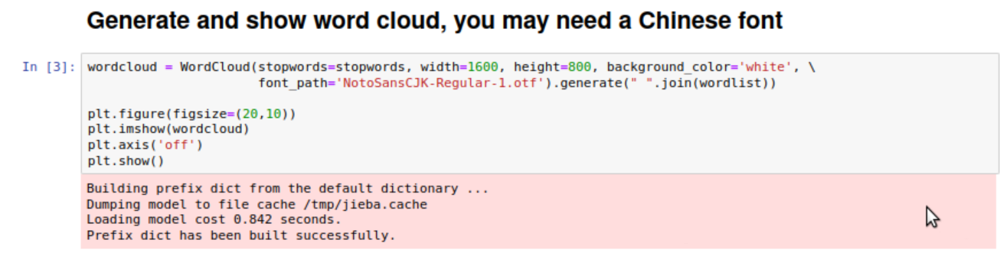 Generate and show word cloud, you may need a Chinese font
In [3]:
wordcloud = WordCloud(stopwords=stopwords, width=1600, height=800, background_color='white', \
                      font_path='NotoSansCJK-Regular-1.otf').generate(" ".join(wordlist))
plt.figure(figsize=(20,10))
plt.imshow(wordcloud)
plt.axis('off')
plt.show()
Building prefix dict from the default dictionary ...
Dumping model to file cache /tmp/jieba.cache
Loading model cost 0.842 seconds.
Prefix dict has been built successfully.